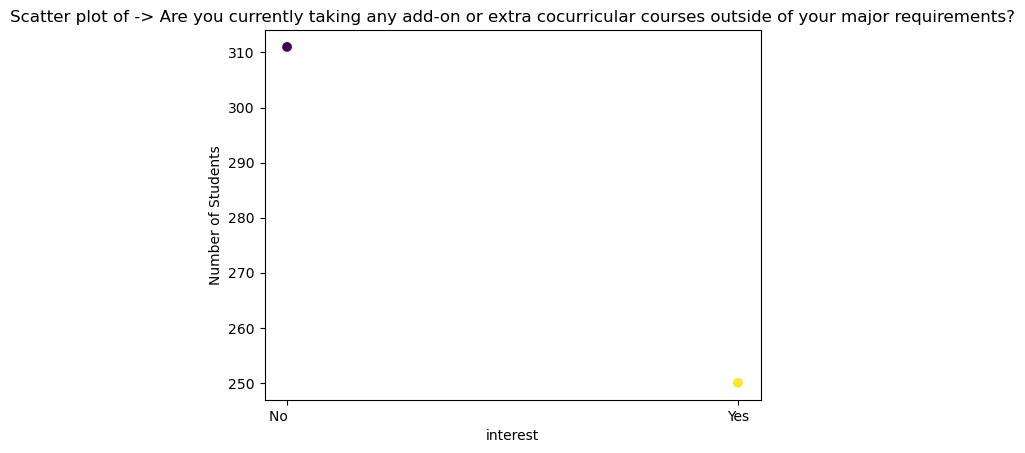 Scatter plot of -> Are you currently taking any add-on or extra cocurricular courses outside of your major requirements?
310
300
290
280
270
260
250
Number of Students
No
Yes
interest